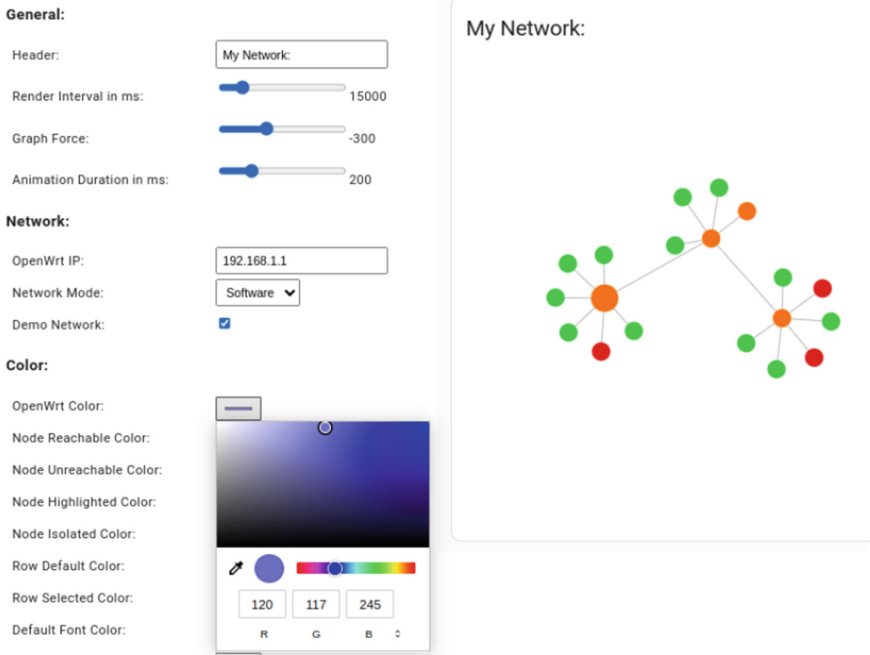 General:
Header: My Network:
Render Interval in ms: 15000
Graph Force: -300
Animation Duration in ms: 200
Network:
OpenWrt IP: 192.168.1.1
Network Mode: Software
Demo Network:
Color:
OpenWrt Color:
Node Reachable Color:
Node Unreachable Color:
Node Highlighted Color:
Node Isolated Color:
Row Default Color:
Row Selected Color:
Default Font Color:
120 117 245
R G B
My Network: